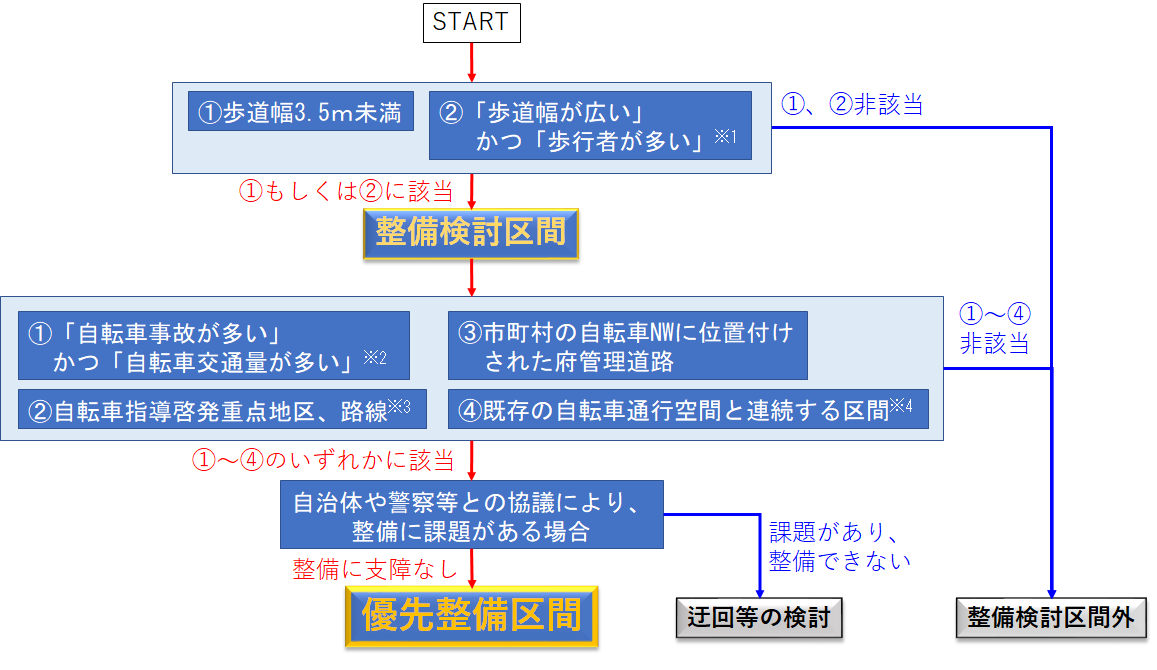 START
①歩道幅3.5ｍ未満
②「歩道幅が広い」
かつ「歩行者が多い」※1
①、②非該当
①もしくは②に該当
整備検討区間
①「自転車事故が多い」
かつ「自転車交通量が多い」※2
③市町村の自転車NWに位置付け
された府管理道路
②自転車指導啓発重点地区、路線※3
④既存の自転車通行空間と連続する区間※4
①～④
非該当
①～④のいずれかに該当
自治体や警察等との協議により、
整備に課題がある場合
課題があり、
整備できない
整備に支障なし
優先整備区間
迂回等の検討
整備検討区間外